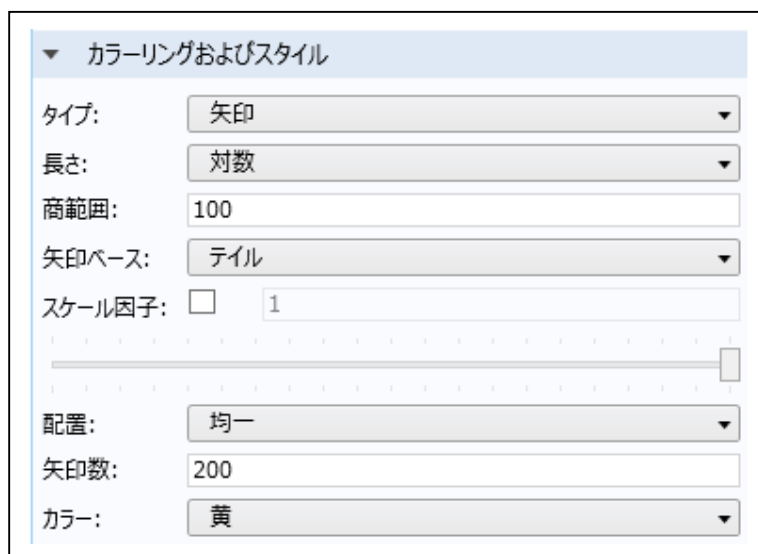 カラーリングおよびスタイル
タイプ: 矢印
長さ: 対数
商範囲: 100
矢印ベース: テイル
スケール因子: 1
配置: 均一
矢印数: 200
カラー: 黄